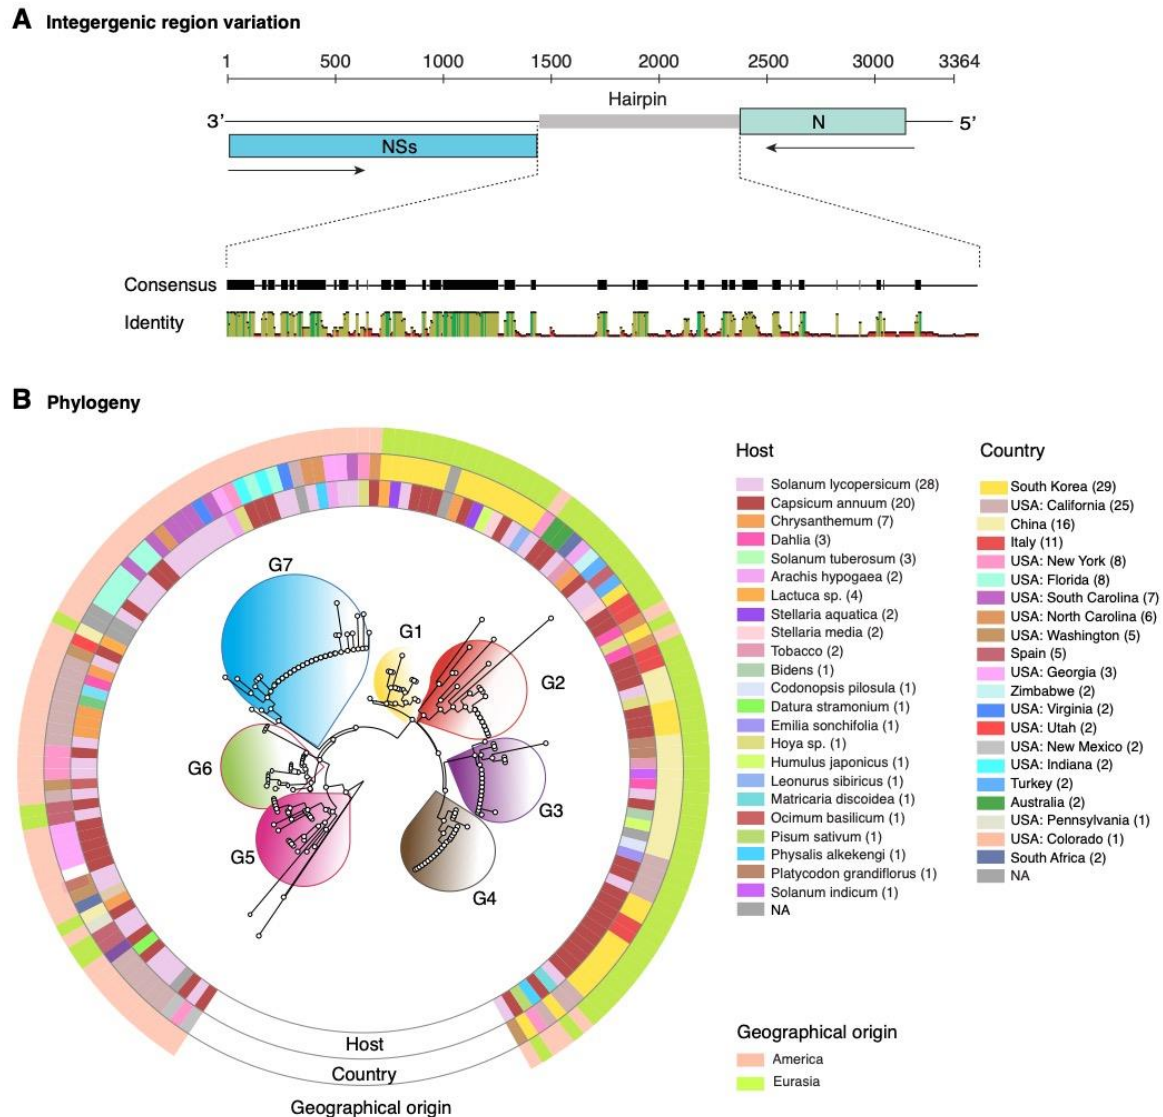 A Integergenic region variation
1 500 1000 1500 2000 2500 3000 3364
Hairpin
3’ N 5’
NSs
Consensus
Identity
B Phylogeny
G7
G1
G2
G6
G3
G5
G4
Host
Country
Geographical origin
Host
Solanum lycopersicum (28)
Capsicum annuum (20)
Chrysanthemum (7)
Dahlia (3)
Solanum tuberosum (3)
Arachis hypogaea (2)
Lactuca sp. (4)
Stellaria aquatica (2)
Stellaria media (2)
Tobacco (2)
Bidens (1)
Codonopsis pilosula (1)
Datura stramonium (1)
Emilia sonchifolia (1)
Hoya sp. (1)
Humulus japonicus (1)
Leonurus sibiricus (1)
Matricaria discoidea (1)
Ocimum basilicum (1)
Pisum sativum (1)
Physalis alkekengi (1)
Platycodon grandiflorus (1)
Solanum indicum (1)
NA
Country
South Korea (29)
USA: California (25)
China (16)
Italy (11)
USA: New York (8)
USA: Florida (8)
USA: South Carolina (7)
USA: North Carolina (6)
USA: Washington (5)
Spain (5)
USA: Georgia (3)
Zimbabwe (2)
USA: Virginia (2)
USA: Utah (2)
USA: New Mexico (2)
USA: Indiana (2)
Turkey (2)
Australia (2)
USA: Pennsylvania (1)
USA: Colorado (1)
South Africa (2)
NA
Geographical origin
America
Eurasia